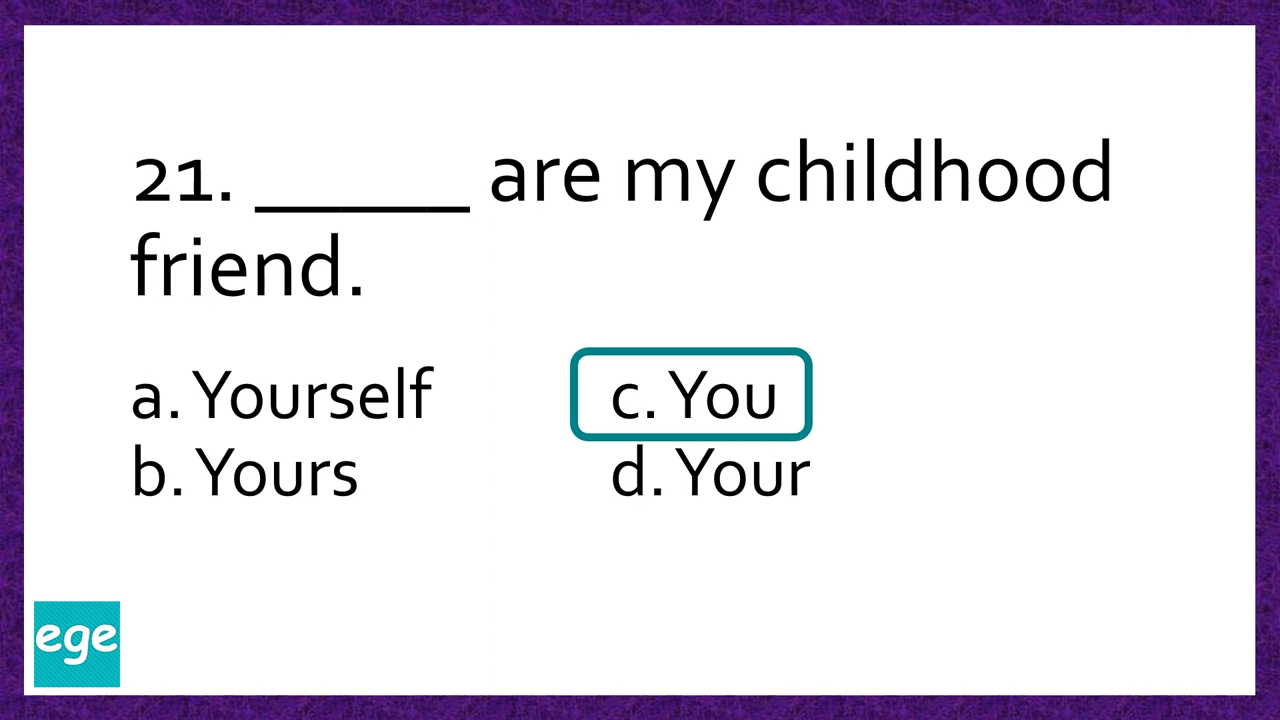 21. _____ are my childhood
friend.
a. Yourself
b. Yours
c. You
d. Your
ege